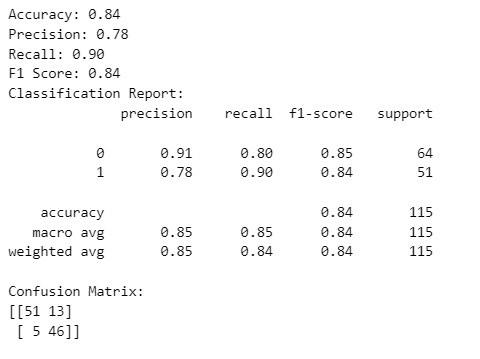 Accuracy: 0.84
Precision: 0.78
Recall: 0.90
F1 Score: 0.84
Classification Report:
              precision    recall  f1-score   support

           0       0.91      0.80      0.85        64
           1       0.78      0.90      0.84        51

    accuracy                           0.84       115
   macro avg       0.85      0.85      0.84       115
weighted avg       0.85      0.84      0.84       115

Confusion Matrix:
[[51 13]
 [ 5 46]]